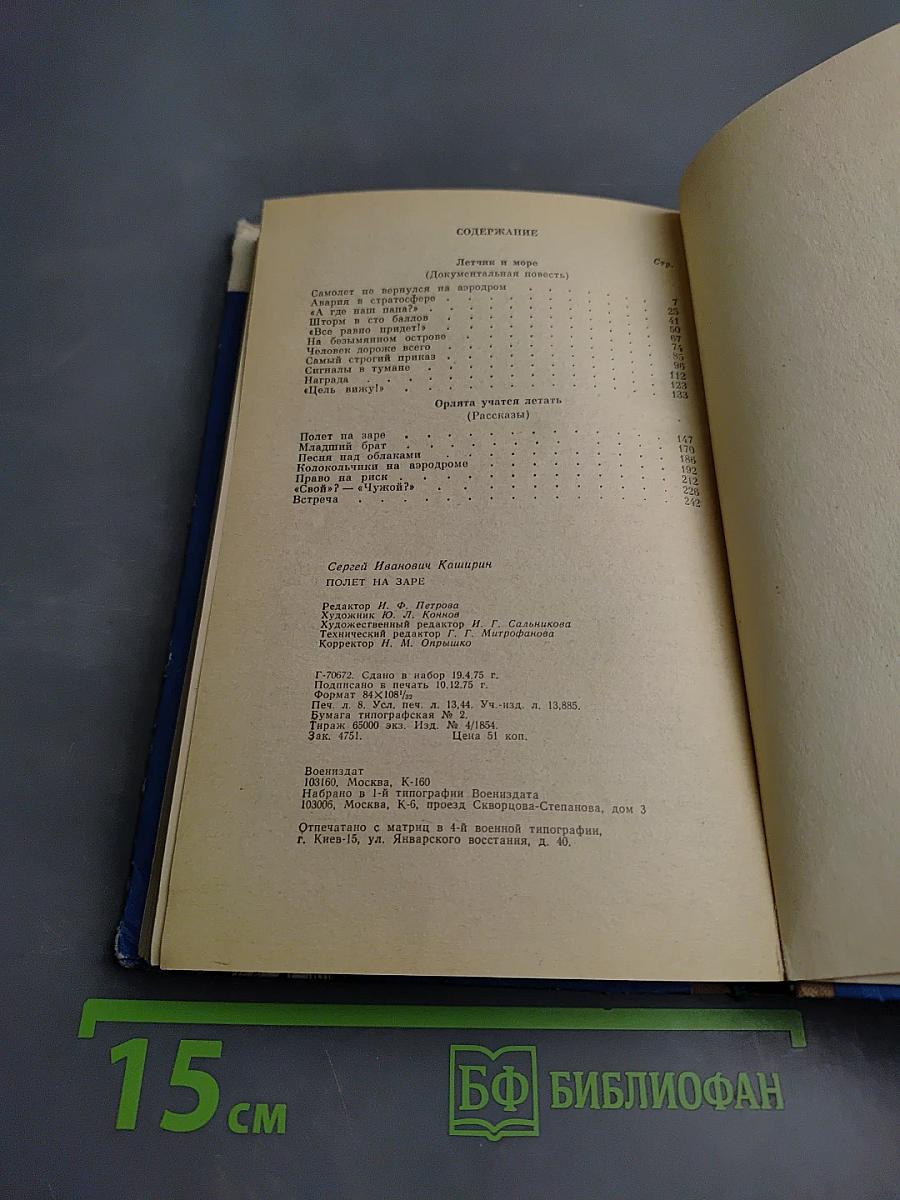 СОДЕРЖАНИЕ
Летчик и море Стр.
(Документальная повесть)
Самолет не вернулся на аэродром . . . . . . . 7
Авария в стратосфере . . . . . . . . . 25
«А где наш папа?» . . . . . . . . . 41
Шторм в сто баллов . . . . . . . . . 50
«Все равно придет!» . . . . . . . . . 67
На безымянном острове . . . . . . . . . 74
Человек дороже всего . . . . . . . . . 85
Самый строгий приказ . . . . . . . . . 96
Сигналы в тумане . . . . . . . . . 112
Награда . . . . . . . . . . . 123
«Цель вижу!» . . . . . . . . . . 133
Орлята учатся летать
(Рассказы)
Полет на заре . . . . . . . . . . 147
Младший брат . . . . . . . . . . 170
Песня над облаками . . . . . . . . . 186
Колокольчики на аэродроме . . . . . . . . 192
Право на риск . . . . . . . . . . 212
«Свой»? — «Чужой?» . . . . . . . . . 226
Встреча . . . . . . . . . . . 242
Сергей Иванович Каширин
ПОЛЕТ НА ЗАРЕ
Редактор И. Ф. Петрова
Художник Ю. Л. Коннов
Художественный редактор И. Г. Сальникова
Технический редактор Г. Г. Митрофанова
Корректор Н. М. Опрышко
Г-70672. Сдано в набор 19.4.75 г.
Подписано в печать 10.12.75 г.
Формат 84×108¹/₃₂
Печ. л. 8. Усл. печ. л. 13,44. Уч.-изд. л. 13,885.
Бумага типографская № 2.
Тираж 65000 экз. Изд. № 4/1854.
Зак. 4751. Цена 51 коп.
Воениздат
103160, Москва, К-160
Набрано в 1-й типографии Воениздата
103006, Москва, К-6, проезд Скворцова-Степанова, дом 3
Отпечатано с матриц в 4-й военной типографии,
г. Киев-15, ул. Январского восстания, д. 40.
15 см
БФ БИБЛИОФАН